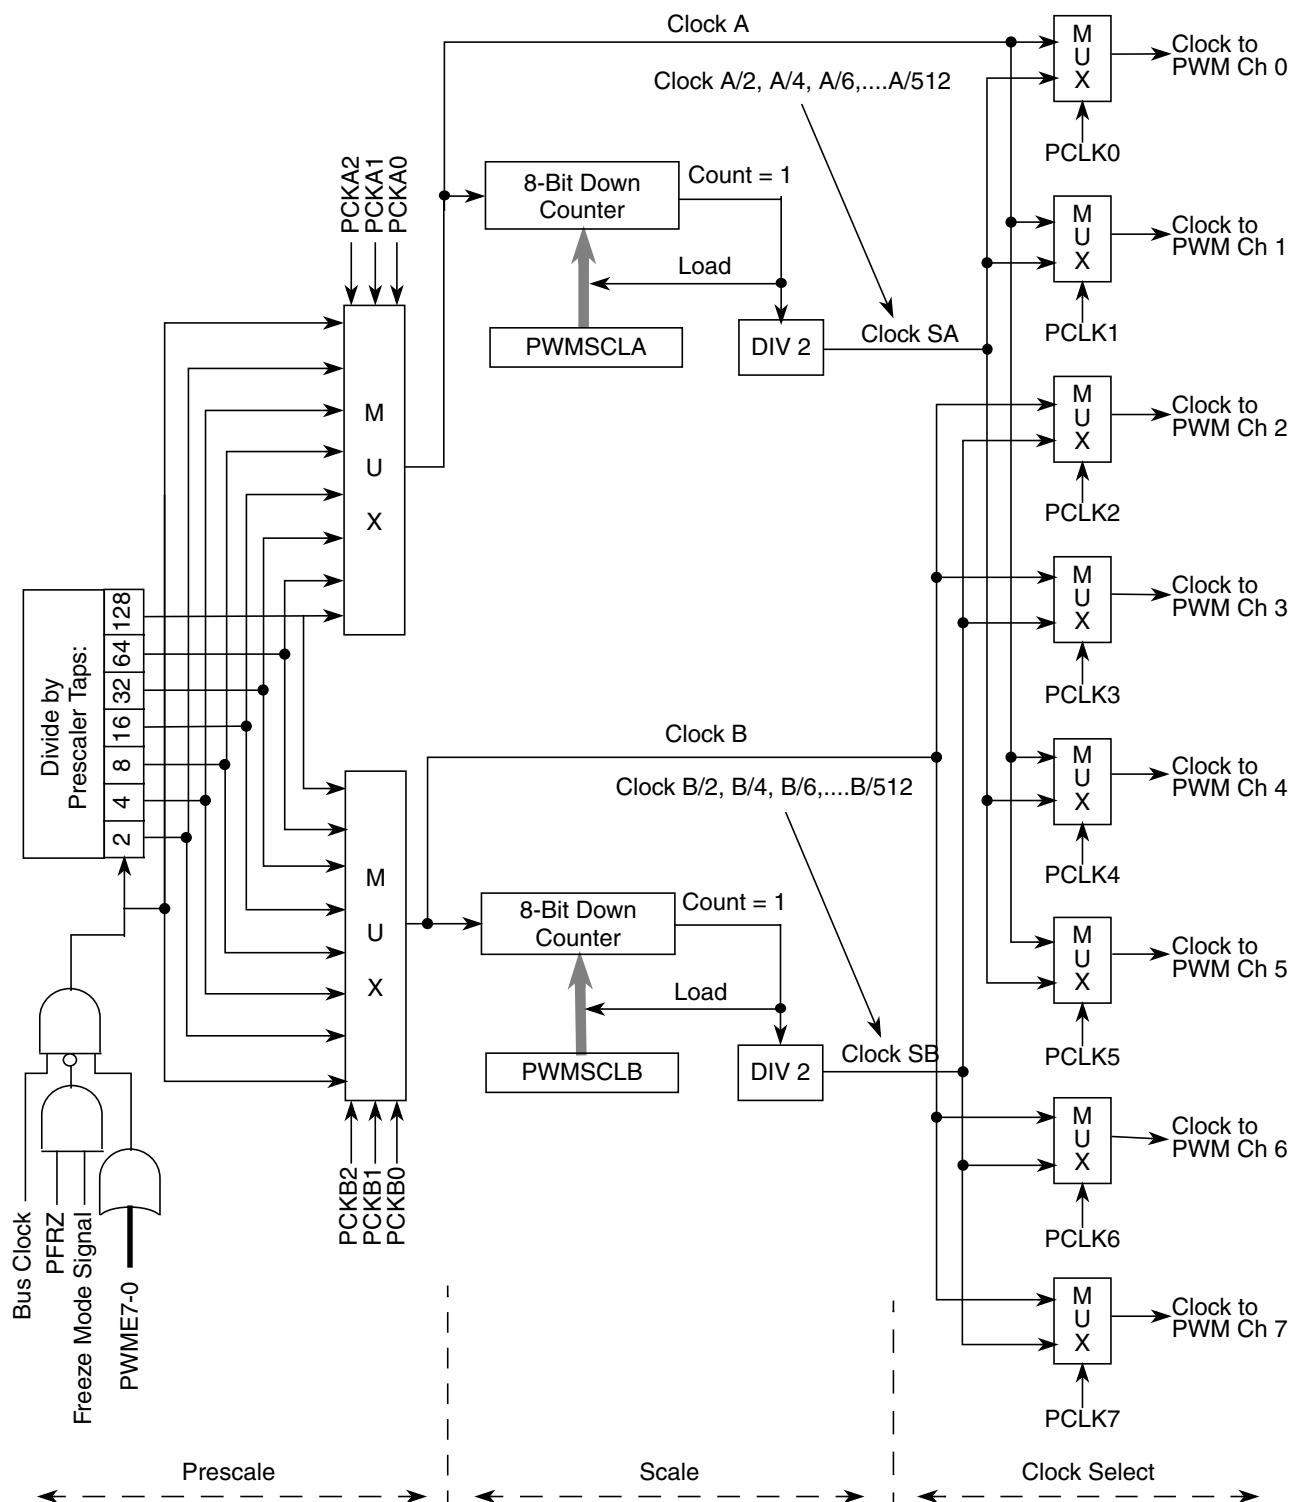 Clock A
Clock A/2, A/4, A/6,....A/512
M
U
X
PCLK0
Clock to
PWM Ch 0
PCKA2
PCKA1
PCKA0
8-Bit Down
Counter
Count = 1
Load
PWMSCLA
DIV 2
Clock SA
M
U
X
PCLK1
Clock to
PWM Ch 1
M
U
X
M
U
X
PCLK2
Clock to
PWM Ch 2
M
U
X
PCLK3
Clock to
PWM Ch 3
Divide by
Prescaler Taps:
128
64
32
16
8
4
2
Clock B
Clock B/2, B/4, B/6,....B/512
M
U
X
PCLK4
Clock to
PWM Ch 4
M
U
X
8-Bit Down
Counter
Count = 1
Load
PWMSCLB
DIV 2
Clock SB
M
U
X
PCLK5
Clock to
PWM Ch 5
PCKB2
PCKB1
PCKB0
M
U
X
PCLK6
Clock to
PWM Ch 6
Bus Clock
PFRZ
Freeze Mode Signal
PWME7-0
M
U
X
PCLK7
Clock to
PWM Ch 7
Prescale
Scale
Clock Select